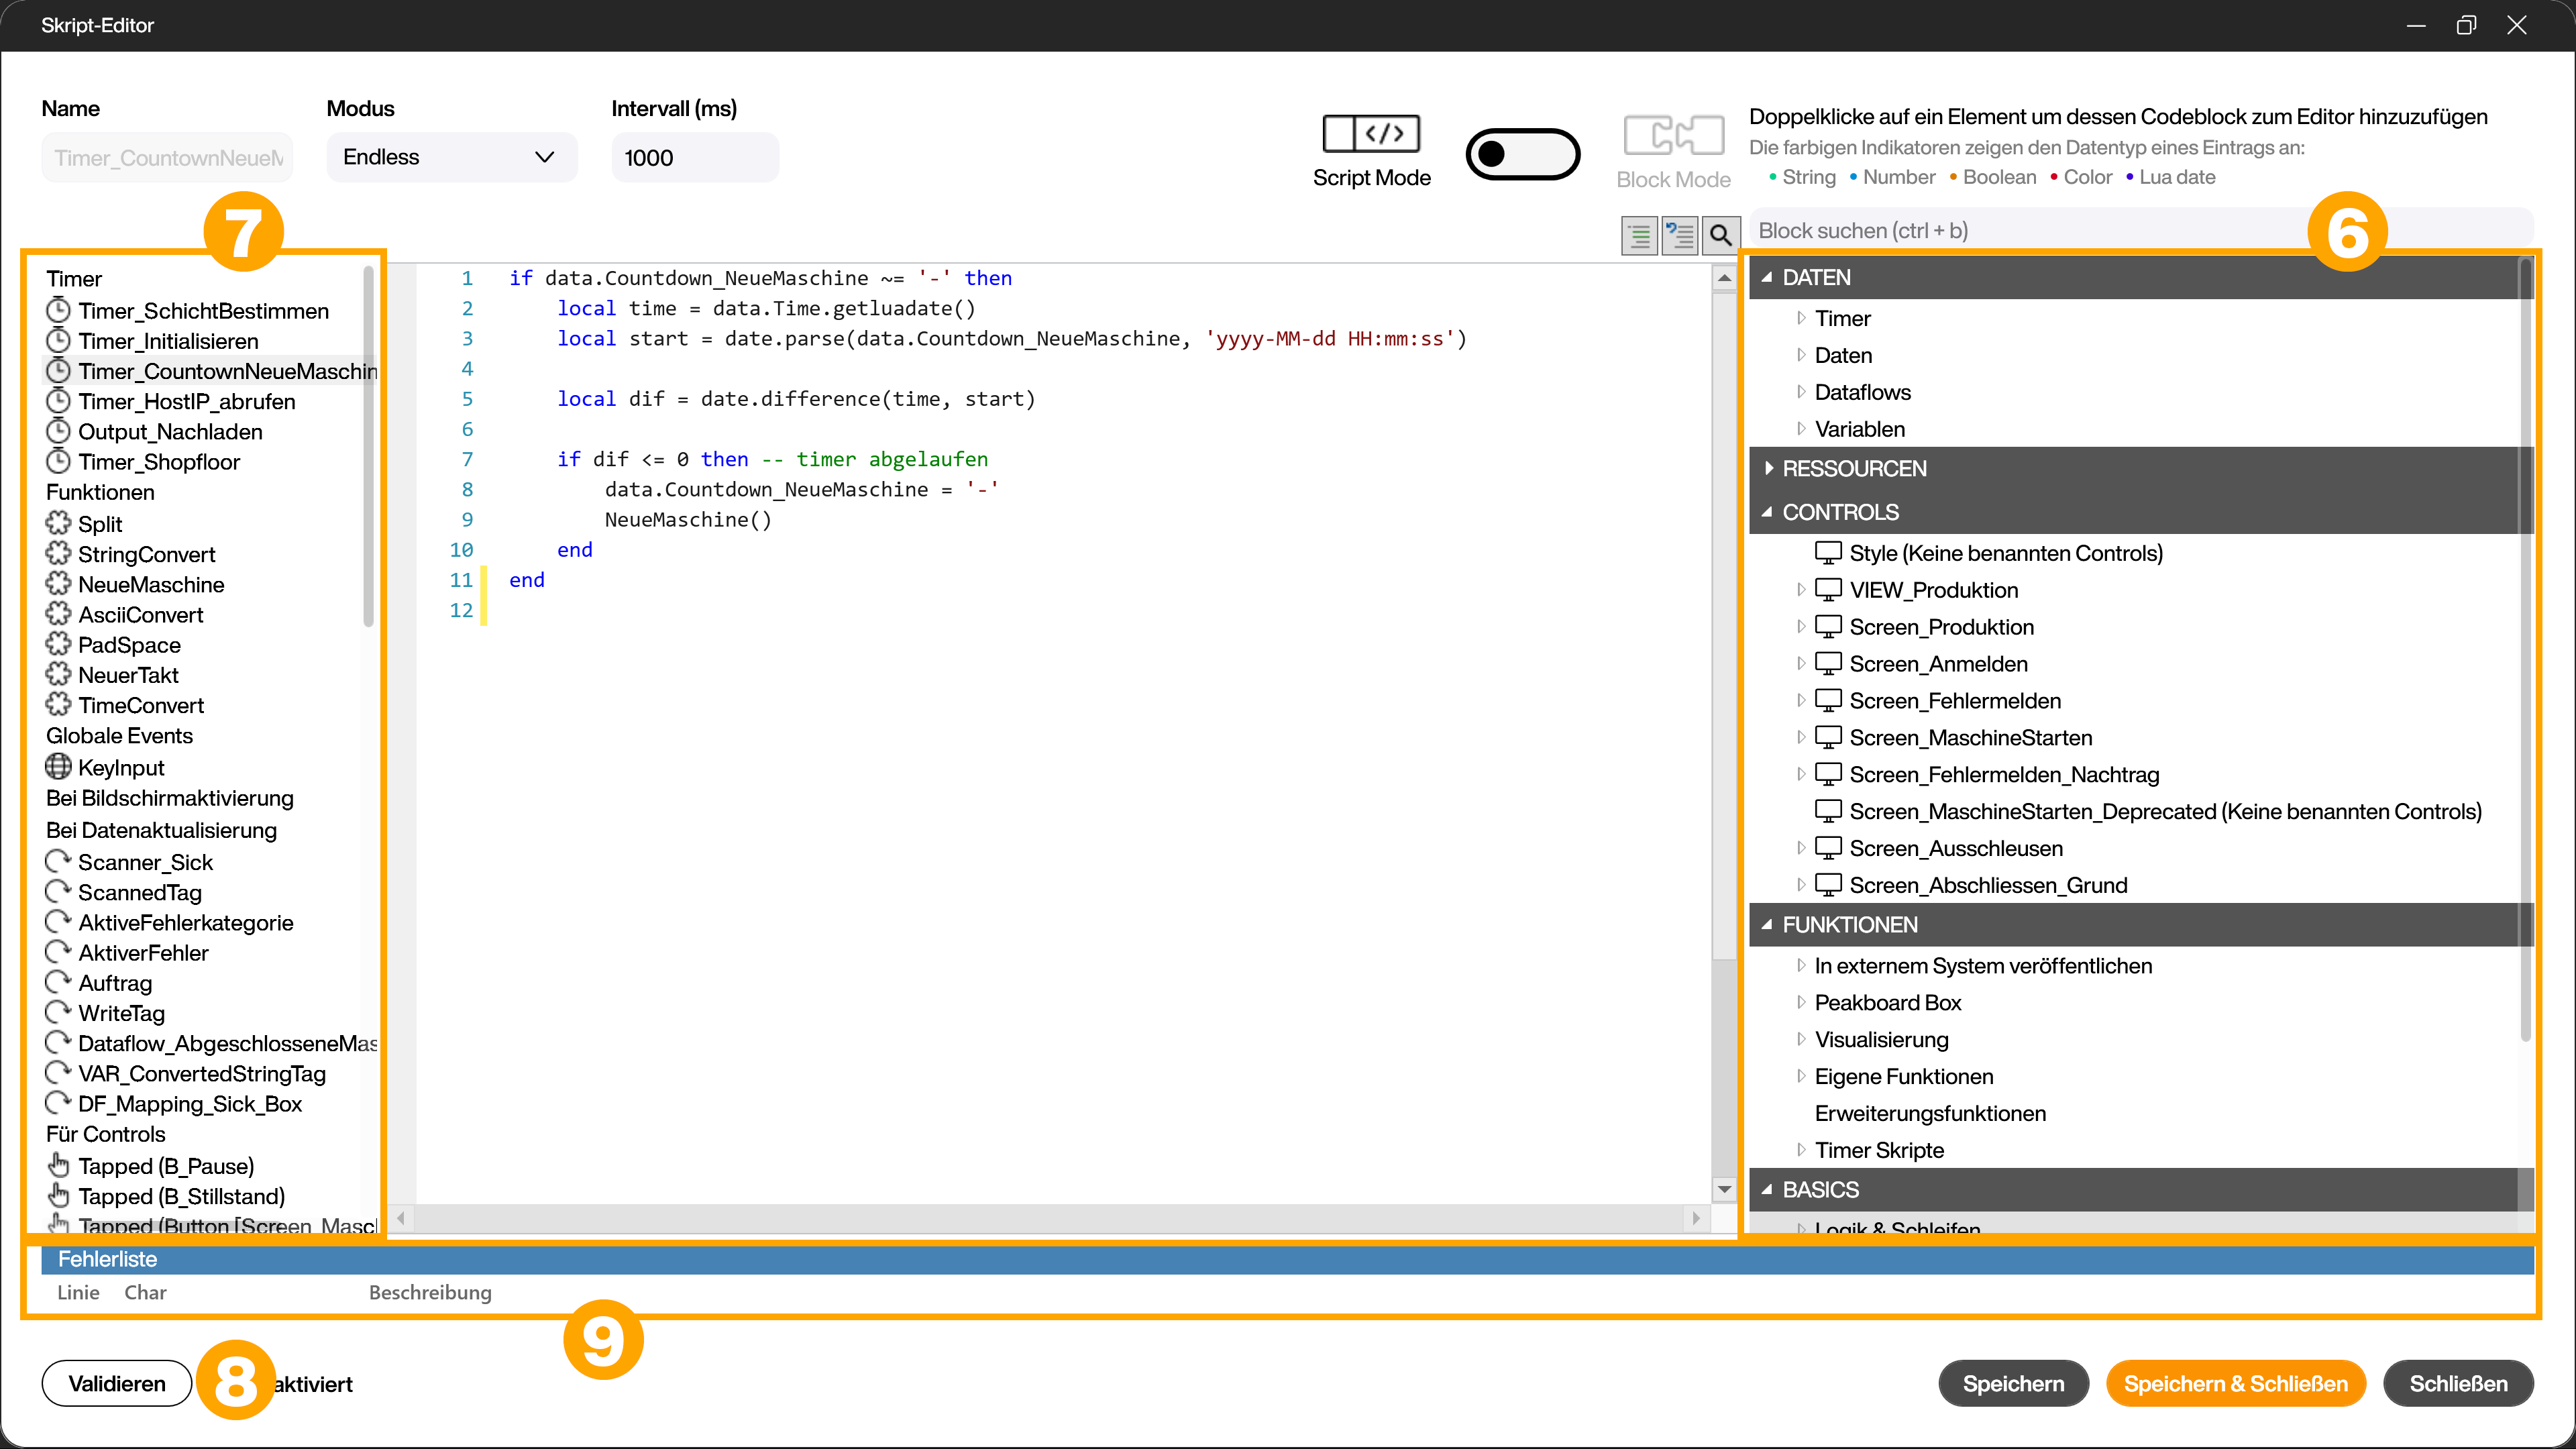 Skript-Editor
Name
Modus
Intervall (ms)
Timer_CountownNeueM
Endless
1000
Script Mode
Block Mode
Doppelklicke auf ein Element um dessen Codeblock zum Editor hinzuzufügen
Die farbigen Indikatoren zeigen den Datentyp eines Eintrags an:
• String • Number • Boolean • Color • Lua date
Block suchen (ctrl + b)
7
6
Timer
Timer_SchichtBestimmen
Timer_Initialisieren
Timer_CountownNeueMaschin
Timer_HostIP_abrufen
Output_Nachladen
Timer_Shopfloor
Funktionen
Split
StringConvert
NeueMaschine
AsciiConvert
PadSpace
NeuerTakt
TimeConvert
Globale Events
KeyInput
Bei Bildschirmaktivierung
Bei Datenaktualisierung
Scanner_Sick
ScannedTag
AktiveFehlerkategorie
AktiverFehler
Auftrag
WriteTag
Dataflow_AbgeschlosseneMas
VAR_ConvertedStringTag
DF_Mapping_Sick_Box
Für Controls
Tapped (B_Pause)
Tapped (B_Stillstand)
Tapped (Button [Screen_Mascl
1 if data.Countdown_NeueMaschine ~= '-' then
2 local time = data.Time.getluadate()
3 local start = date.parse(data.Countdown_NeueMaschine, 'yyyy-MM-dd HH:mm:ss')
4
5 local dif = date.difference(time, start)
6
7 if dif <= 0 then -- timer abgelaufen
8 data.Countdown_NeueMaschine = '-'
9 NeueMaschine()
10 end
11 end
12
DATEN
Timer
Daten
Dataflows
Variablen
RESSOURCEN
CONTROLS
Style (Keine benannten Controls)
VIEW_Produktion
Screen_Produktion
Screen_Anmelden
Screen_Fehlermelden
Screen_MaschineStarten
Screen_Fehlermelden_Nachtrag
Screen_MaschineStarten_Deprecated (Keine benannten Controls)
Screen_Ausschleusen
Screen_Abschliessen_Grund
FUNKTIONEN
In externem System veröffentlichen
Peakboard Box
Visualisierung
Eigene Funktionen
Erweiterungsfunktionen
Timer Skripte
BASICS
Logik & Schleifen
Fehlerliste
Linie Char Beschreibung
9
Validieren
8
aktiviert
Speichern
Speichern & Schließen
Schließen